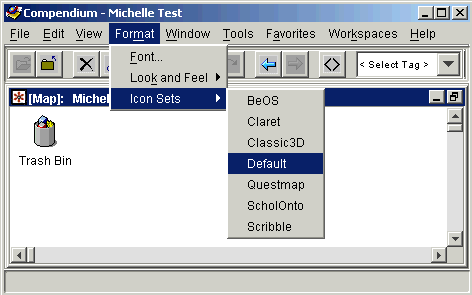 Compendium - Michelle Test
File Edit View Format Window Tools Favorites Workspaces Help
Font...
Look and Feel
< Select Tag >
[Map]: Michel
Icon Sets
BeOS
Claret
Classic3D
Default
Questmap
ScholOnto
Scribble
Trash Bin